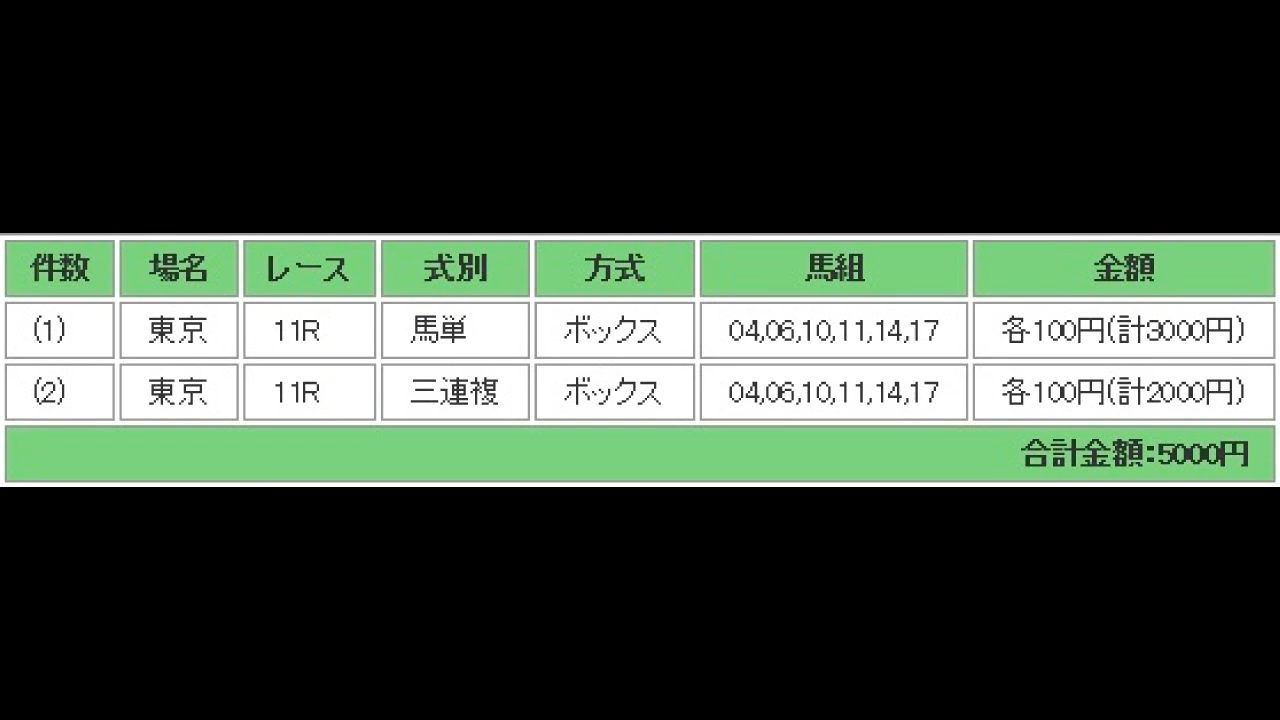 件数 場名 レース 式別 方式 馬組 金額
(1) 東京 11R 馬単 ボックス 04,06,10,11,14,17 各100円(計3000円)
(2) 東京 11R 三連複 ボックス 04,06,10,11,14,17 各100円(計2000円)
合計金額:5000円